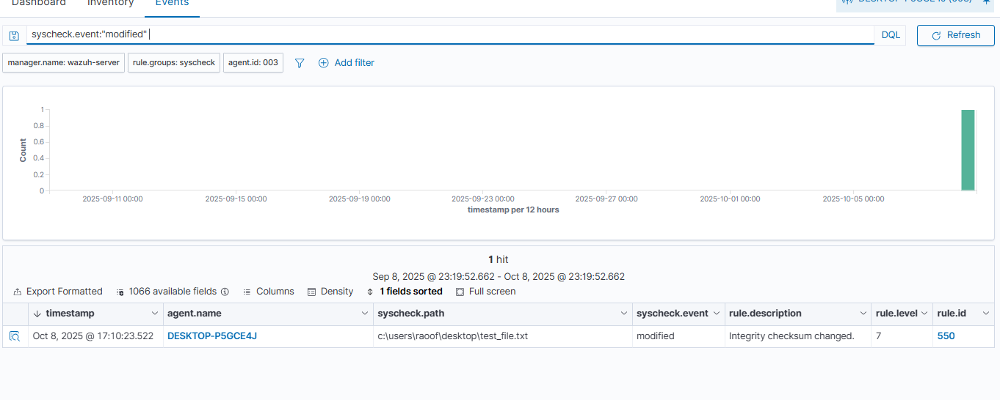 Dashboard Inventory Events
syscheck.event:"modified" DQL Refresh
manager.name: wazuh-server rule.groups: syscheck agent.id: 003 Add filter
1
0.8
0.6
0.4
0.2
0
Count
2025-09-11 00:00 2025-09-15 00:00 2025-09-19 00:00 2025-09-23 00:00 2025-09-27 00:00 2025-10-01 00:00 2025-10-05 00:00
timestamp per 12 hours
1 hit
Sep 8, 2025 @ 23:19:52.662 - Oct 8, 2025 @ 23:19:52.662
Export Formatted 1066 available fields Columns Density 1 fields sorted Full screen
timestamp agent.name syscheck.path syscheck.event rule.description rule.level rule.id
Oct 8, 2025 @ 17:10:23.522 DESKTOP-P5GCE4J c:\users\raoof\desktop\test_file.txt modified Integrity checksum changed. 7 550